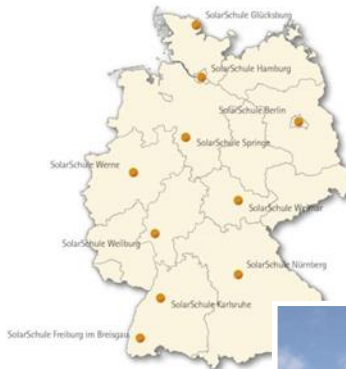 SolarSchule Glücksburg
SolarSchule Hamburg
SolarSchule Berlin
SolarSchule Springe
SolarSchule Werne
SolarSchule Weimar
SolarSchule Weilburg
SolarSchule Nürnberg
SolarSchule Karlsruhe
SolarSchule Freiburg im Breisgau